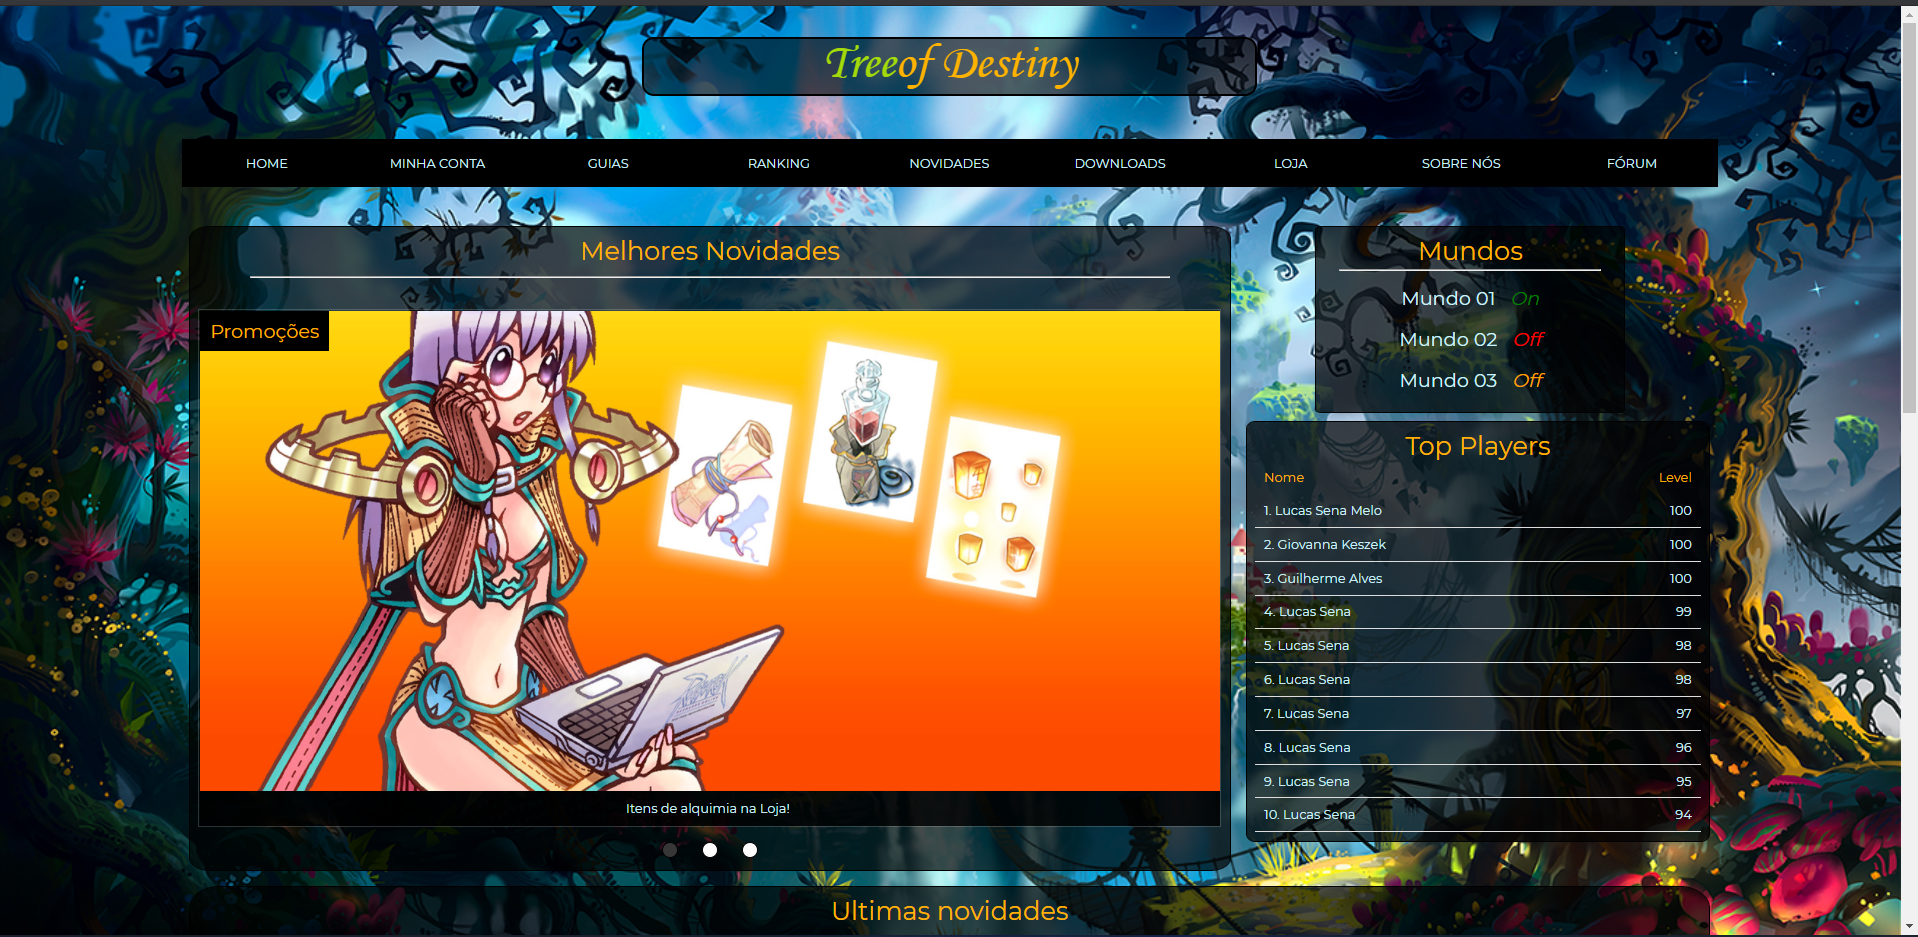 Treeof Destiny
HOME MINHA CONTA GUIAS RANKING NOVIDADES DOWNLOADS LOJA SOBRE NÓS FÓRUM
Melhores Novidades
Promoções
Itens de alquimia na Loja!
Mundos
Mundo 01 On
Mundo 02 Off
Mundo 03 Off
Top Players
Nome Level
1. Lucas Sena Melo 100
2. Giovanna Keszek 100
3. Guilherme Alves 100
4. Lucas Sena 99
5. Lucas Sena 98
6. Lucas Sena 98
7. Lucas Sena 97
8. Lucas Sena 96
9. Lucas Sena 95
10. Lucas Sena 94
Ultimas novidades